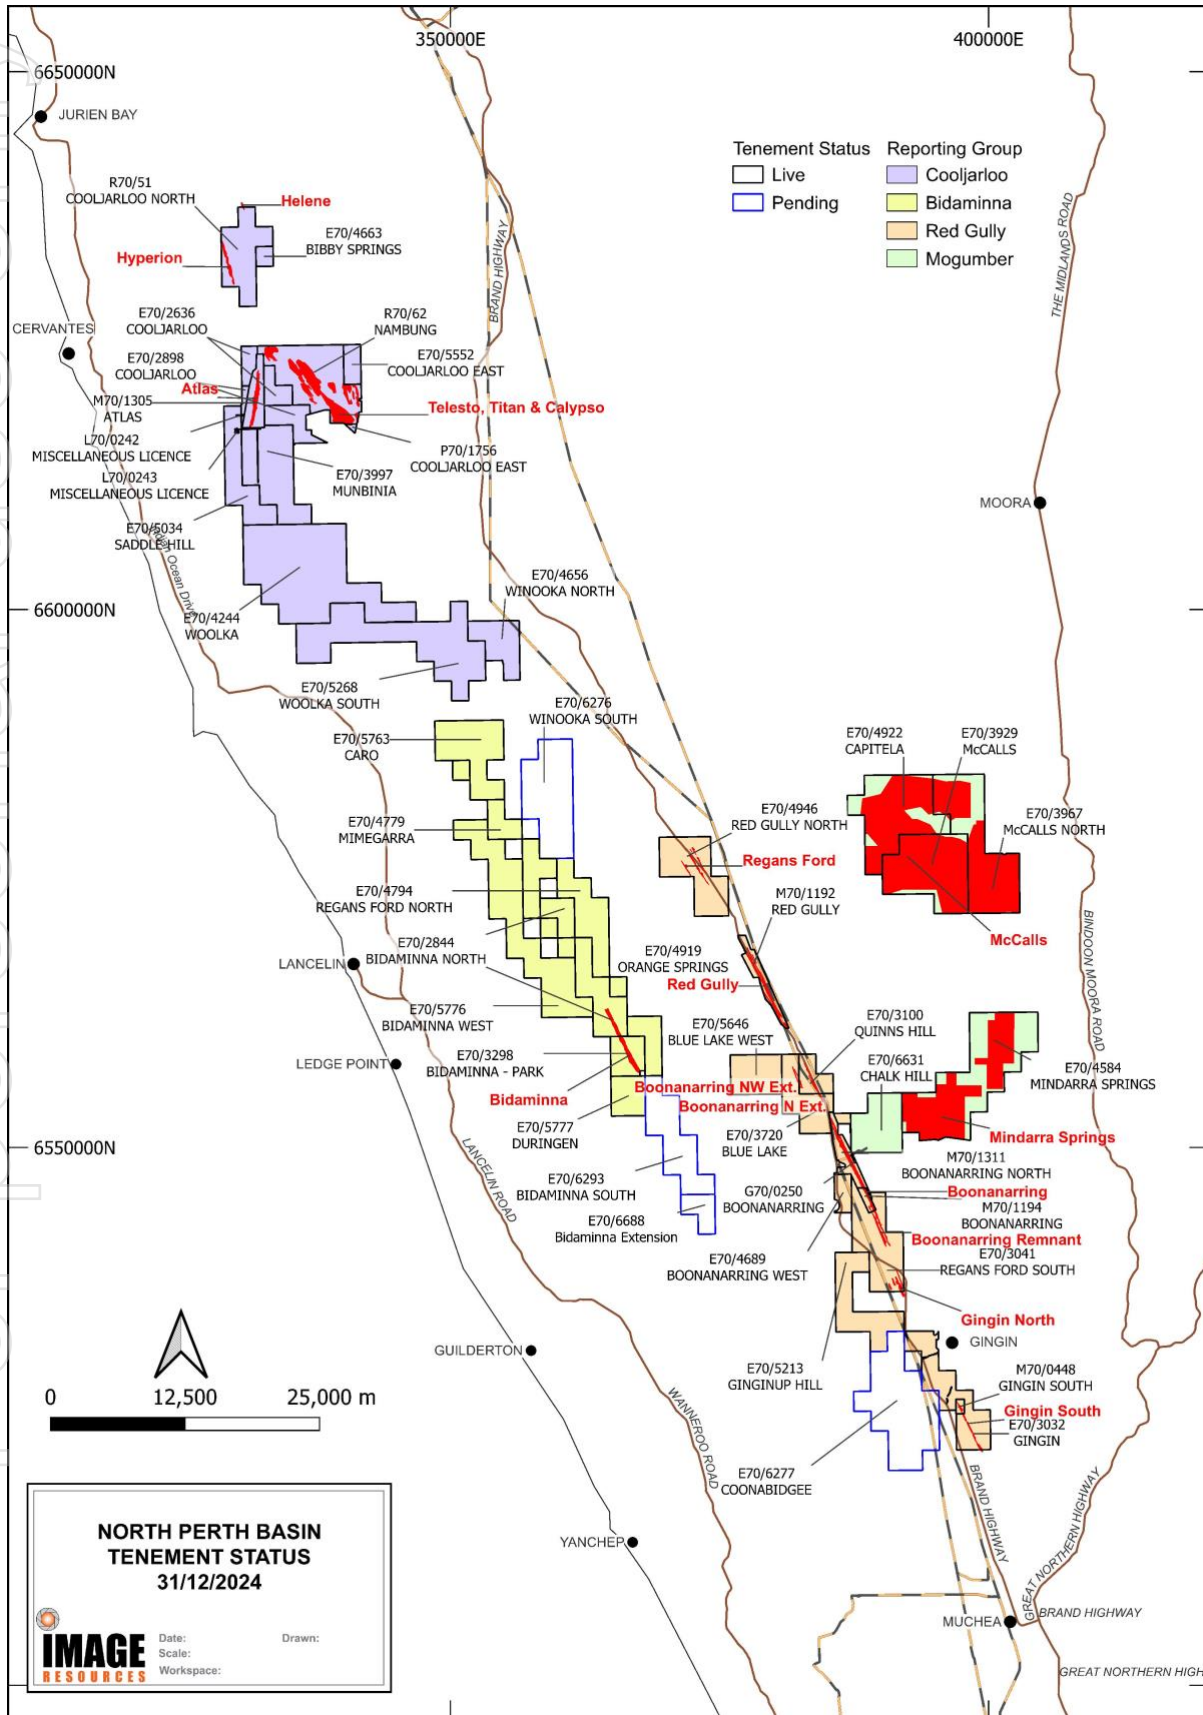 350000E
400000E
6650000N
JURIEN BAY
Tenement Status
Live
Pending
Reporting Group
Cooljarloo
Bidaminna
Red Gully
Mogumber
R70/51
COOLJARLOO NORTH
Helene
E70/4663
BIBBY SPRINGS
Hyperion
BRAND HIGHWAY
THE MIDLANDS ROAD
E70/2636
COOLJARLOO
R70/62
NAMBUNG
CERVANTES
E70/2898
COOLJARLOO
E70/5552
COOLJARLOO EAST
Atlas
M70/1305
ATLAS
Telesto, Titan & Calypso
L70/0242
MISCELLANEOUS LICENCE
P70/1756
COOLJARLOO EAST
L70/0243
MISCELLANEOUS LICENCE
E70/3997
MUNBINIA
MOORA
E70/5034
SADDLE HILL
Indian Ocean Drive
E70/4656
WINOOKA NORTH
6600000N
E70/4244
WOOLKA
E70/5268
WOOLKA SOUTH
E70/6276
WINOOKA SOUTH
E70/5763
CARO
E70/4922
CAPITELA
E70/3929
McCALLS
E70/4779
MIMEGARRA
E70/4946
RED GULLY NORTH
E70/3967
McCALLS NORTH
Regans Ford
E70/4794
REGANS FORD NORTH
M70/1192
RED GULLY
McCalls
BINDOON MOORA ROAD
E70/2844
BIDAMINNA NORTH
LANCELIN
E70/4919
ORANGE SPRINGS
Red Gully
E70/5776
BIDAMINNA WEST
E70/5646
BLUE LAKE WEST
E70/3100
QUINNS HILL
LEDGE POINT
E70/3298
BIDAMINNA - PARK
E70/6631
CHALK HILL
E70/4584
MINDARRA SPRINGS
Bidaminna
Boonanarring NW Ext.
Boonanarring N Ext.
E70/5777
DURINGEN
E70/3720
BLUE LAKE
Mindarra Springs
6550000N
LANCELIN ROAD
M70/1311
BOONANARRING NORTH
E70/6293
BIDAMINNA SOUTH
G70/0250
BOONANARRING
Boonanarring
M70/1194
BOONANARRING
E70/6688
Bidaminna Extension
Boonanarring Remnant
E70/4689
BOONANARRING WEST
E70/3041
REGANS FORD SOUTH
Gingin North
GUILDERTON
GINGIN
E70/5213
GINGINUP HILL
M70/0448
GINGIN SOUTH
Gingin South
E70/3032
GINGIN
0 12,500 25,000 m
WANNEROO ROAD
E70/6277
COONABIDGEE
BRAND HIGHWAY
GREAT NORTHERN HIGHWAY
NORTH PERTH BASIN
TENEMENT STATUS
31/12/2024
YANCHEP
MUCHEA
BRAND HIGHWAY
GREAT NORTHERN HIGH
IMAGE
RESOURCES
Date:
Drawn:
Scale:
Workspace: